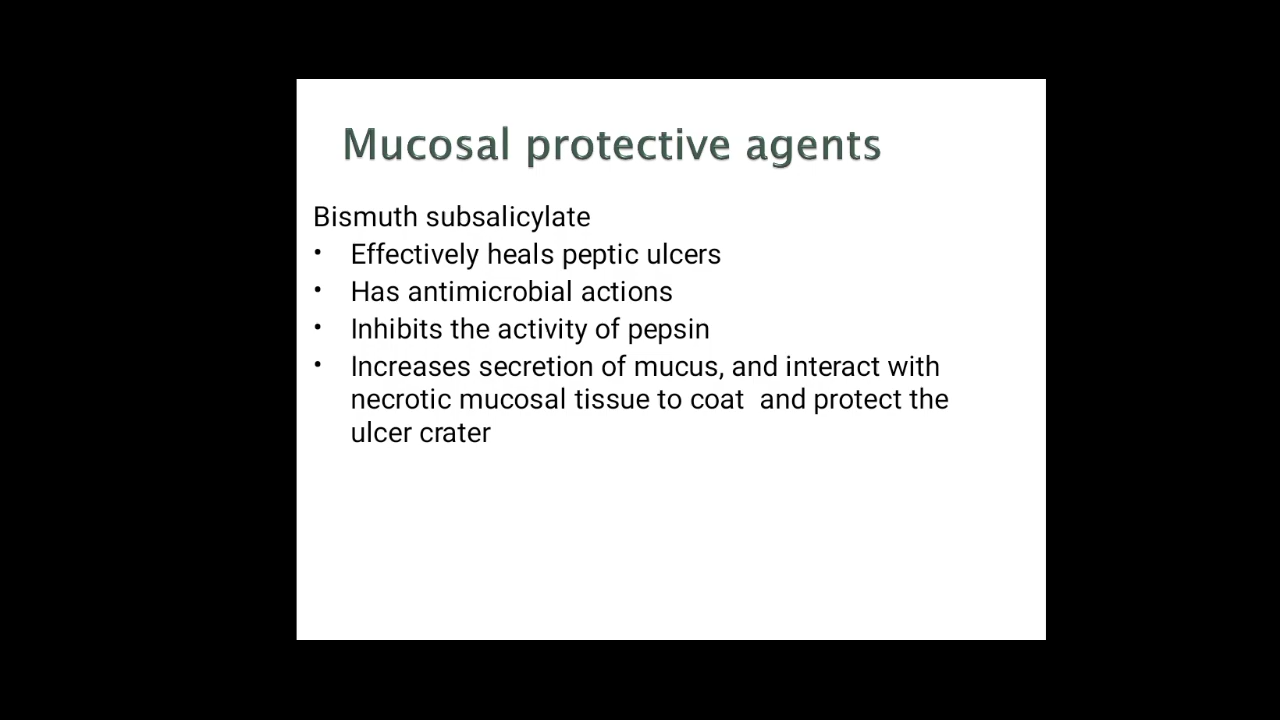 Mucosal protective agents
Bismuth subsalicylate
• Effectively heals peptic ulcers
• Has antimicrobial actions
• Inhibits the activity of pepsin
• Increases secretion of mucus, and interact with
necrotic mucosal tissue to coat  and protect the
ulcer crater